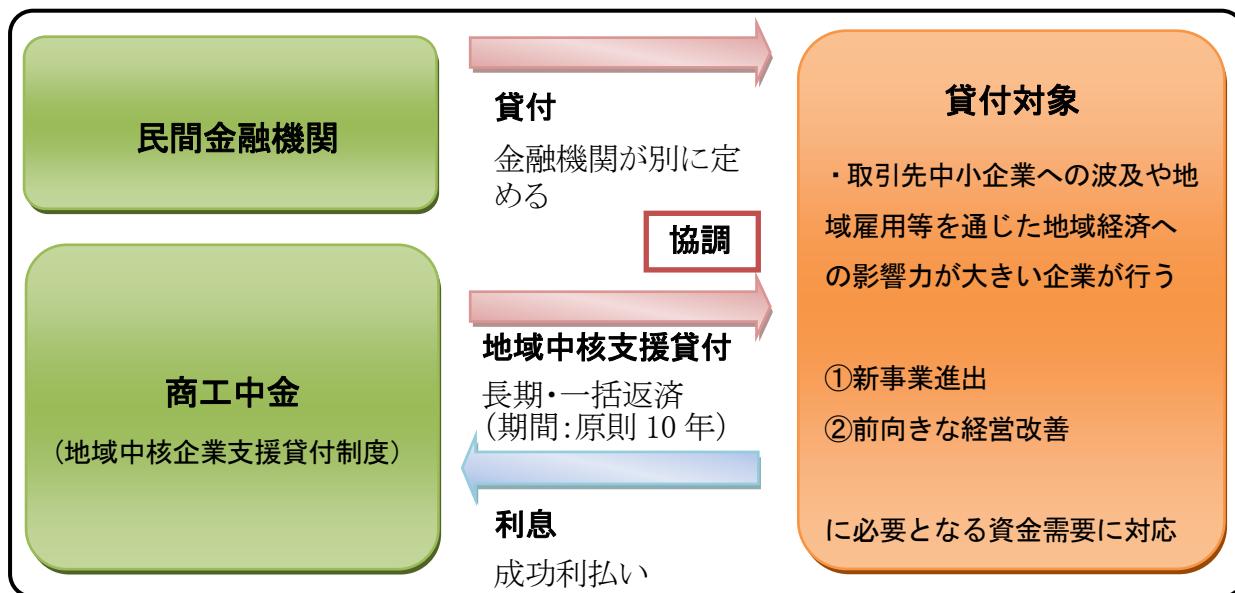 民間金融機関
貸付
金融機関が別に定
める
協調
商工中金
(地域中核企業支援貸付制度)
地域中核支援貸付
長期・一括返済
(期間:原則 10 年)
利息
成功利払い
貸付対象
・取引先中小企業への波及や地
域雇用等を通じた地域経済へ
の影響力が大きい企業が行う
①新事業進出
②前向きな経営改善
に必要となる資金需要に対応